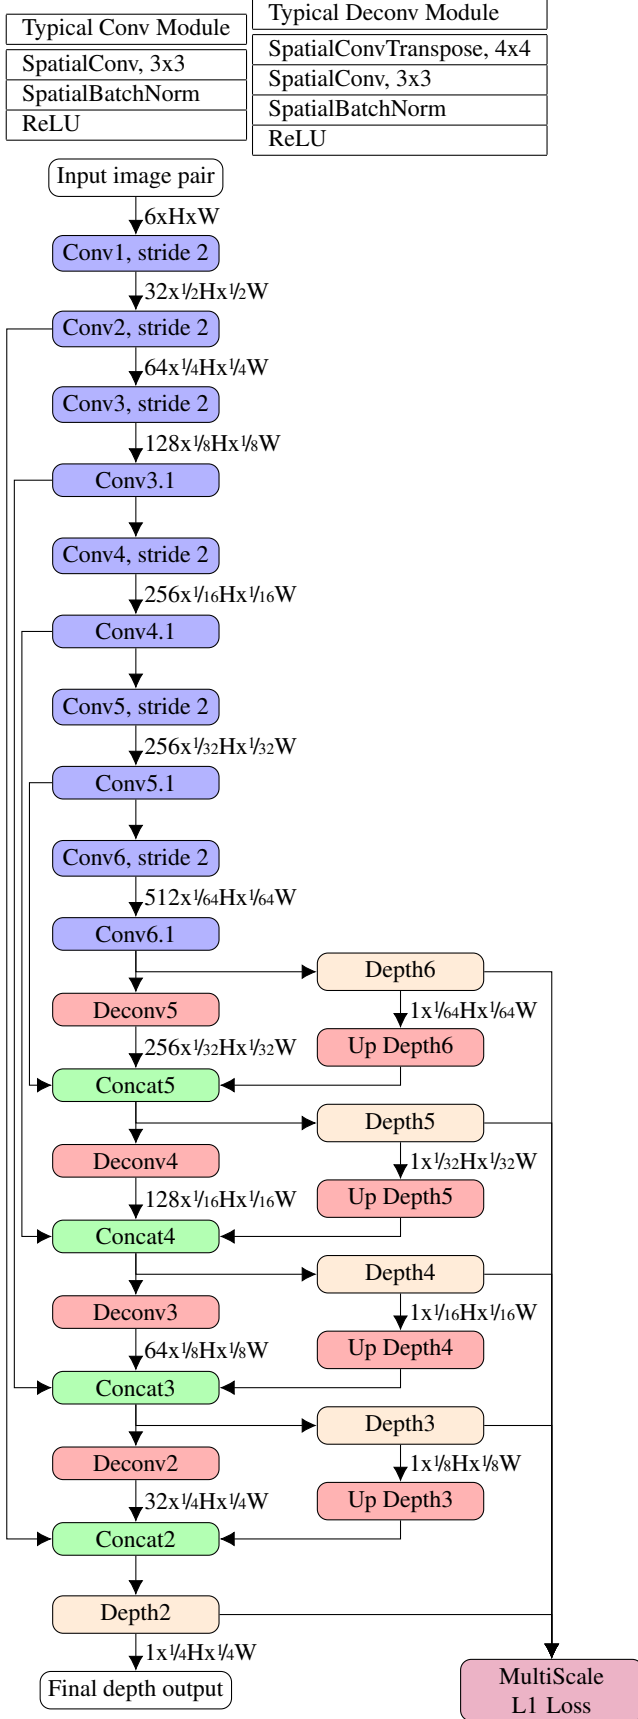 Typical Conv Module
SpatialConv, 3x3
SpatialBatchNorm
ReLU
Typical Deconv Module
SpatialConvTranspose, 4x4
SpatialConv, 3x3
SpatialBatchNorm
ReLU
Input image pair
6xHxW
Conv1, stride 2
32x1/2Hx1/2W
Conv2, stride 2
64x1/4Hx1/4W
Conv3, stride 2
128x1/8Hx1/8W
Conv3.1
Conv4, stride 2
256x1/16Hx1/16W
Conv4.1
Conv5, stride 2
256x1/32Hx1/32W
Conv5.1
Conv6, stride 2
512x1/64Hx1/64W
Conv6.1
Depth6
Deconv5
1x1/64Hx1/64W
256x1/32Hx1/32W
Up Depth6
Concat5
Depth5
Deconv4
1x1/32Hx1/32W
128x1/16Hx1/16W
Up Depth5
Concat4
Depth4
Deconv3
1x1/16Hx1/16W
64x1/8Hx1/8W
Up Depth4
Concat3
Depth3
Deconv2
1x1/8Hx1/8W
32x1/4Hx1/4W
Up Depth3
Concat2
Depth2
1x1/4Hx1/4W
Final depth output
MultiScale
L1 Loss